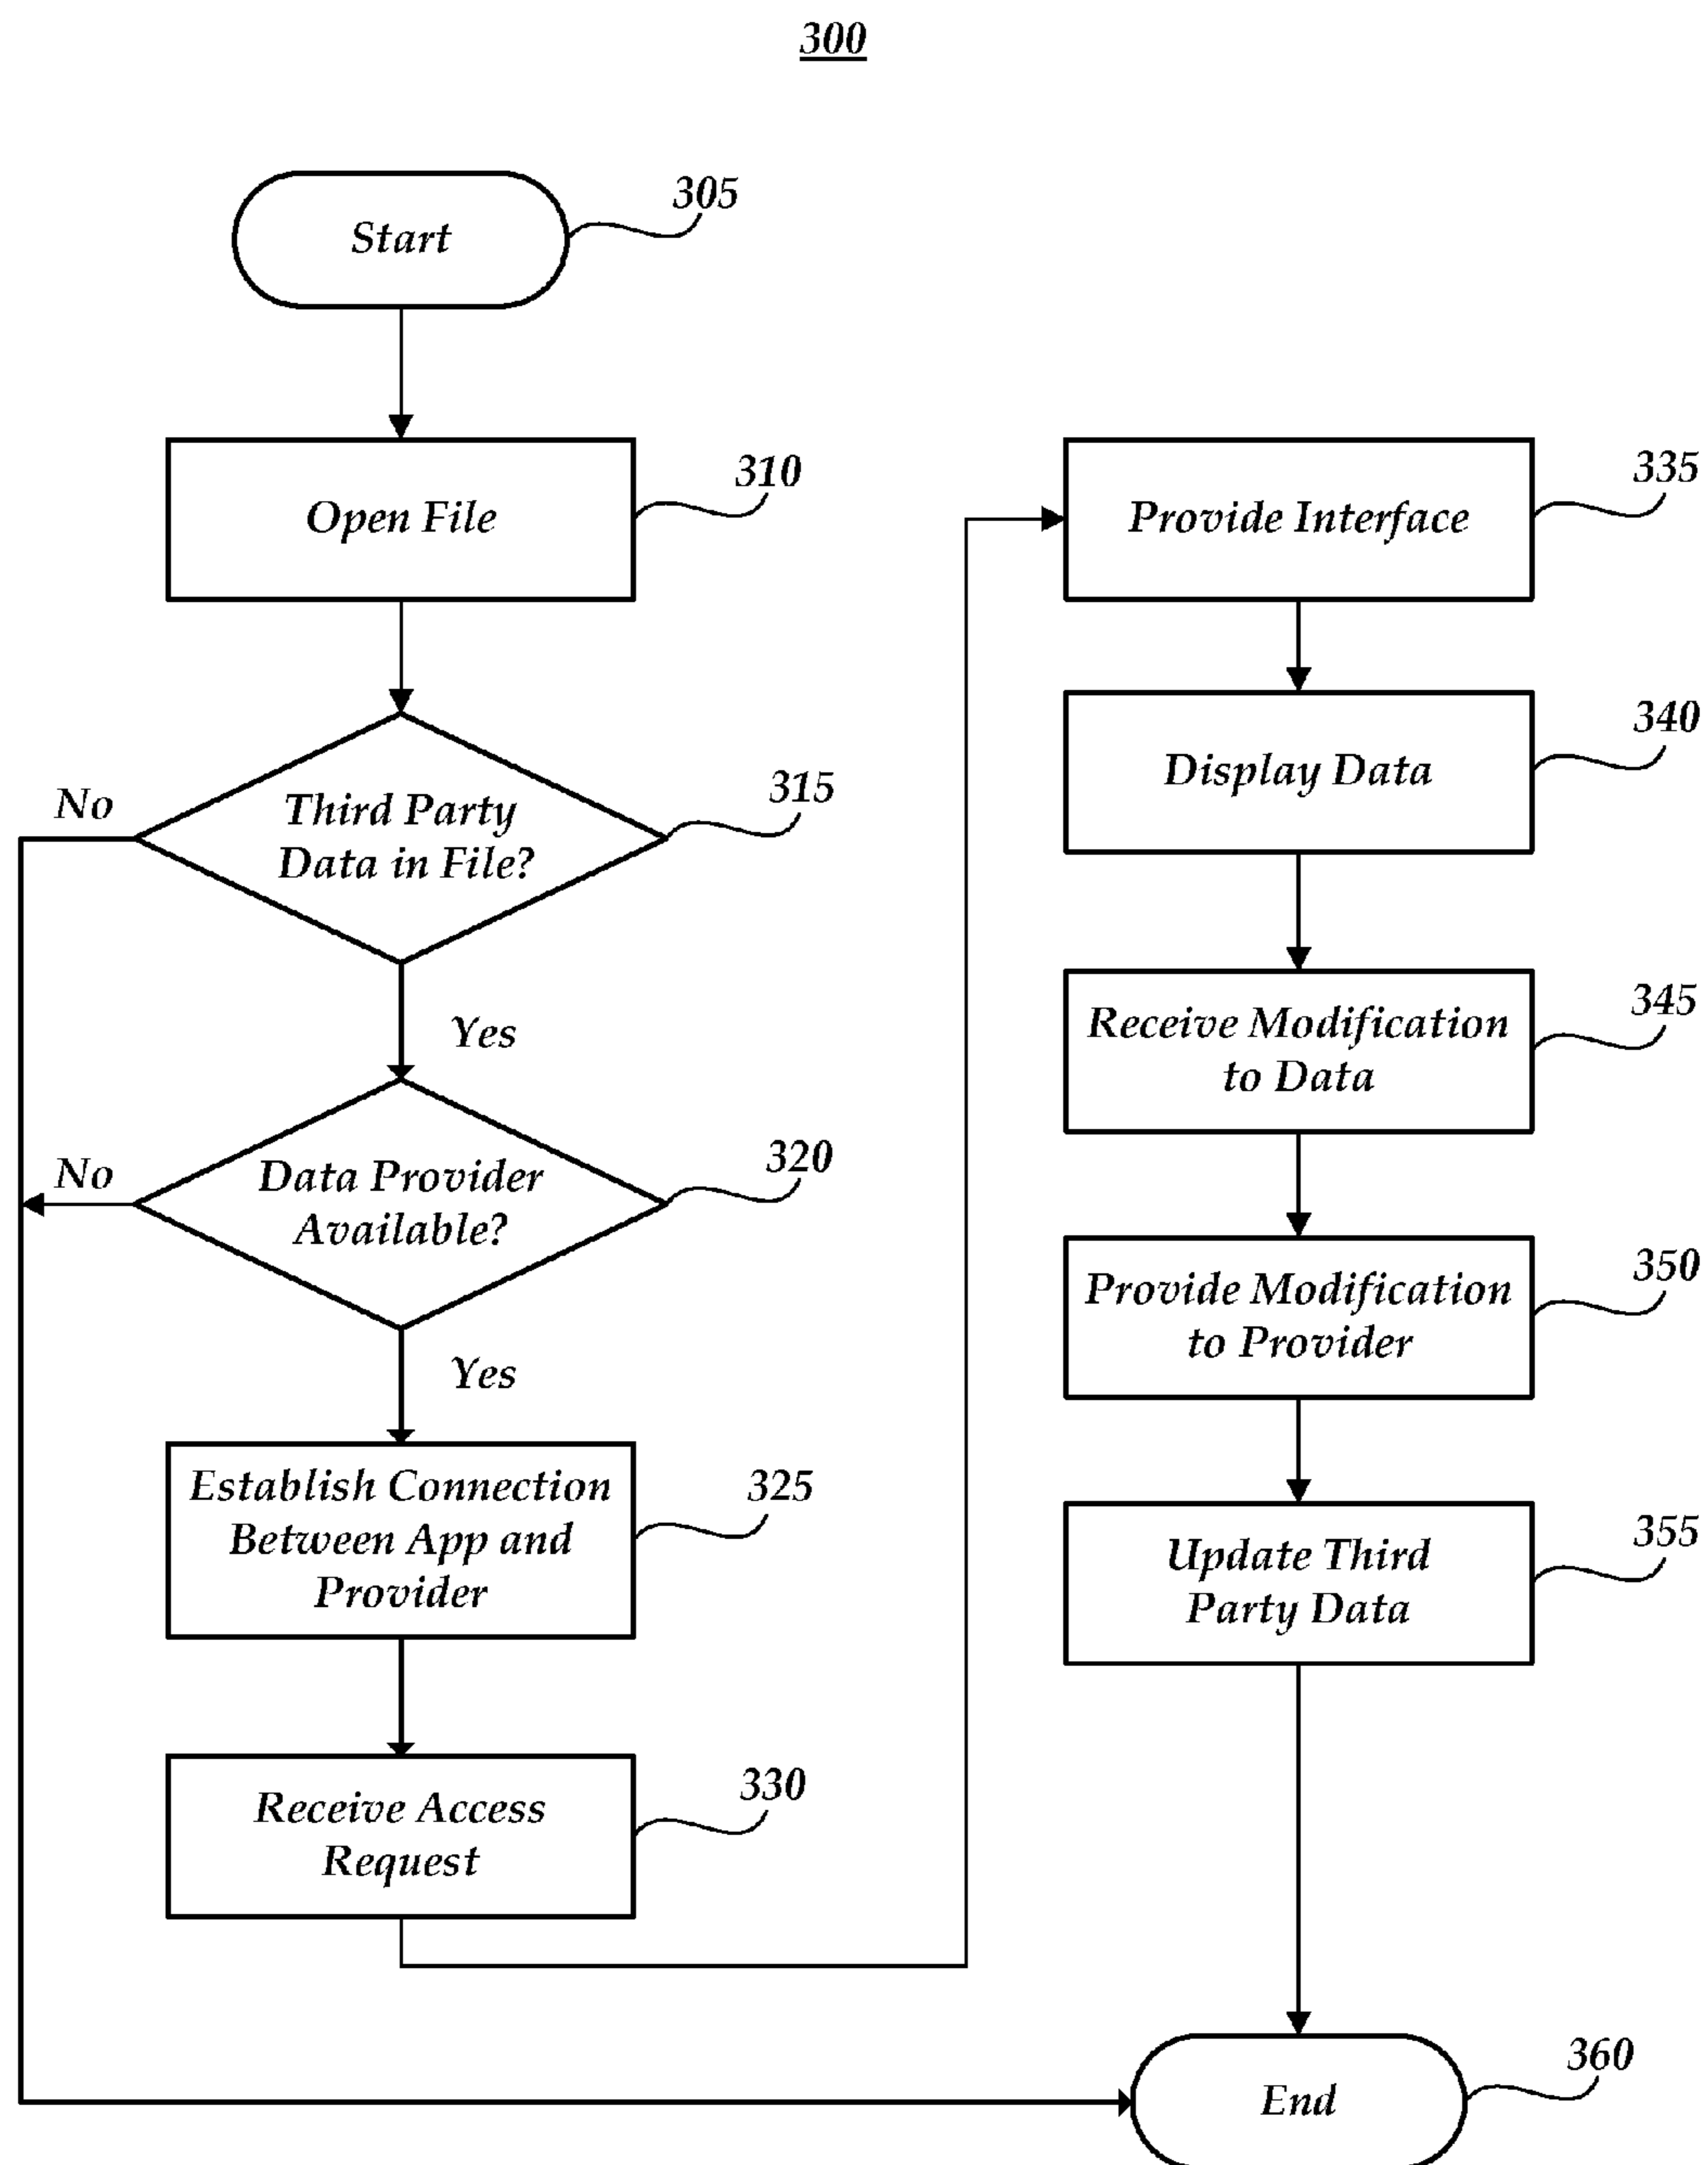 300
Start
305
Open File
310
Third Party
Data in File?
315
No
Yes
Data Provider
Available?
320
No
Yes
Establish Connection
Between App and
Provider
325
Receive Access
Request
330
Provide Interface
335
Display Data
340
Receive Modification
to Data
345
Provide Modification
to Provider
350
Update Third
Party Data
355
End
360